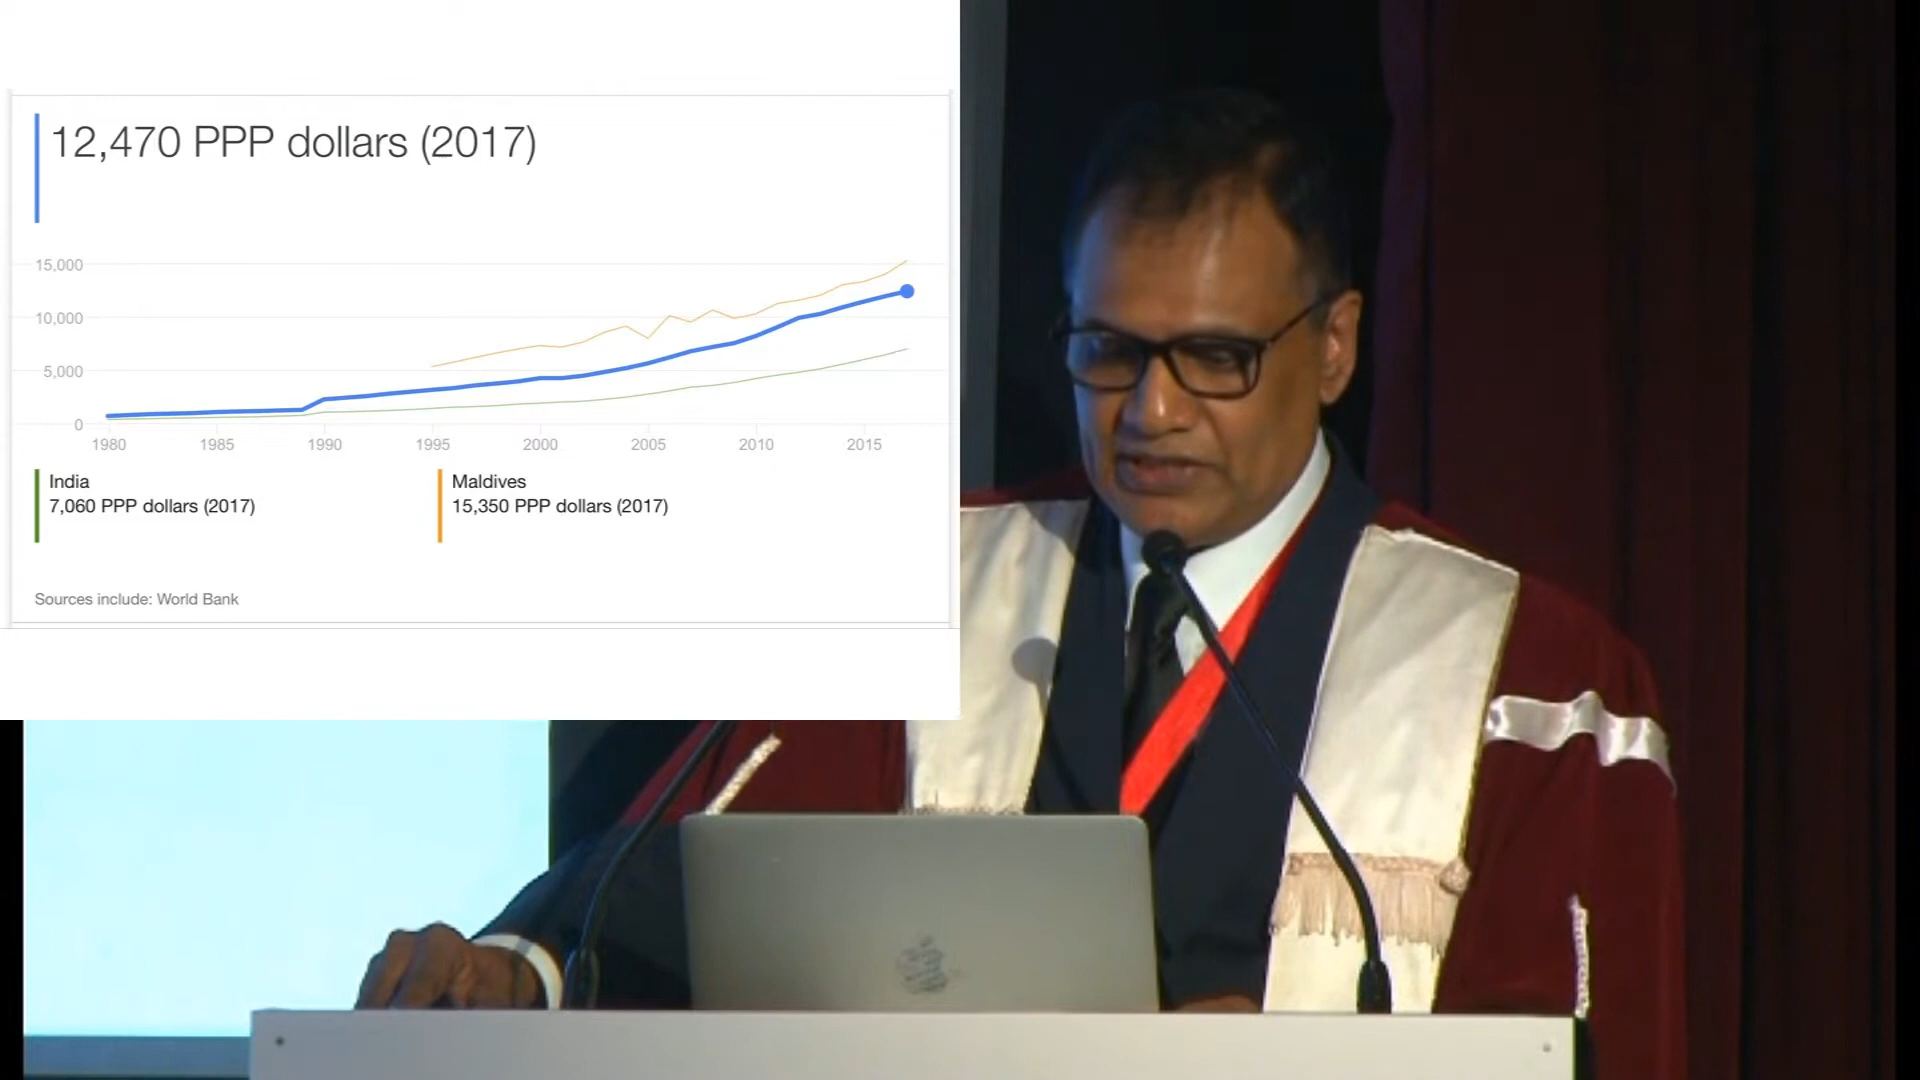 12,470 PPP dollars (2017)
15,000
10,000
5,000
0
1980 1985 1990 1995 2000 2005 2010 2015
India
7,060 PPP dollars (2017)
Maldives
15,350 PPP dollars (2017)
Sources include: World Bank